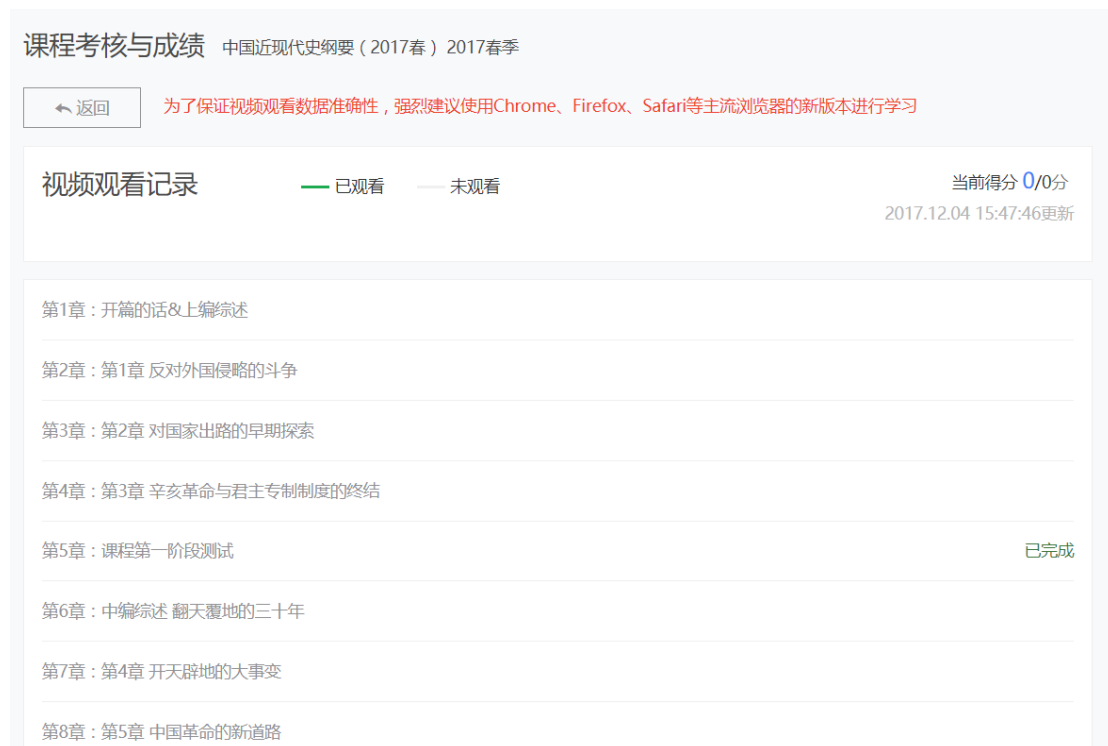 课程考核与成绩 中国近现代史纲要（2017春） 2017春季
返回 为了保证视频观看数据准确性，强烈建议使用Chrome、Firefox、Safari等主流浏览器的新版本进行学习
视频观看记录 已观看 未观看 当前得分 0/0分
2017.12.04 15:47:46更新
第1章：开篇的话&上编综述
第2章：第1章 反对外国侵略的斗争
第3章：第2章 对国家出路的早期探索
第4章：第3章 辛亥革命与君主专制制度的终结
第5章：课程第一阶段测试 已完成
第6章：中编综述 翻天覆地的三十年
第7章：第4章 开天辟地的大事变
第8章：第5章 中国革命的新道路